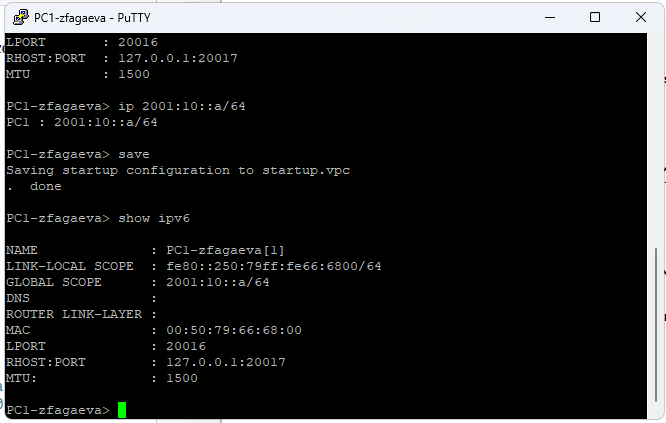 PC1-zfagaeva - PuTTY
LPORT : 20016
RHOST:PORT : 127.0.0.1:20017
MTU : 1500
PC1-zfagaeva> ip 2001:10::a/64
PC1 : 2001:10::a/64
PC1-zfagaeva> save
Saving startup configuration to startup.vpc
. done
PC1-zfagaeva> show ipv6
NAME : PC1-zfagaeva[1]
LINK-LOCAL SCOPE : fe80::250:79ff:fe66:6800/64
GLOBAL SCOPE : 2001:10::a/64
DNS :
ROUTER LINK-LAYER :
MAC : 00:50:79:66:68:00
LPORT : 20016
RHOST:PORT : 127.0.0.1:20017
MTU: : 1500
PC1-zfagaeva>